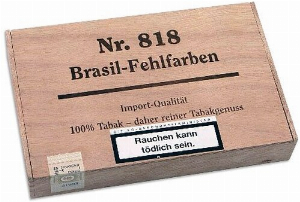 Nr. 818
Brasil-Fehlfarben
Import-Qualität
100% Tabak – daher reiner Tabakgenuss
Rauchen kann
tödlich sein.